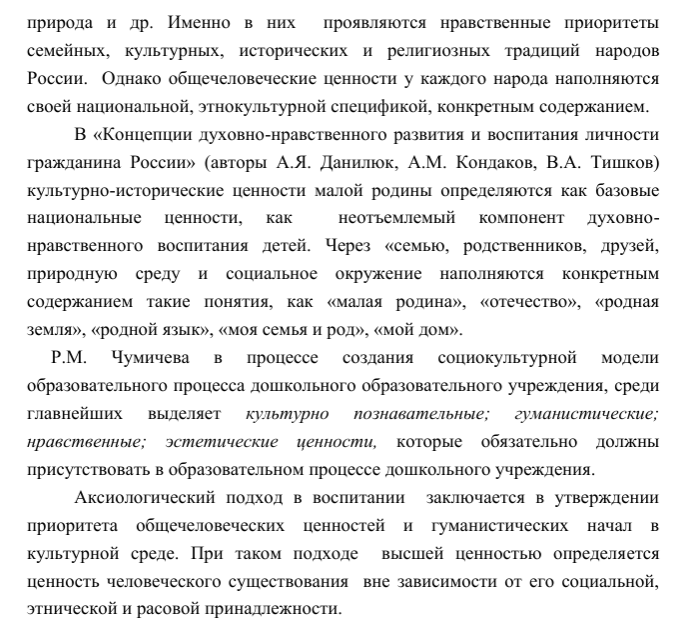 природа и др. Именно в них проявляются нравственные приоритеты
семейных, культурных, исторических и религиозных традиций народов
России. Однако общечеловеческие ценности у каждого народа наполняются
своей национальной, этнокультурной спецификой, конкретным содержанием.
В «Концепции духовно-нравственного развития и воспитания личности
гражданина России» (авторы А.Я. Данилюк, А.М. Кондаков, В.А. Тишков)
культурно-исторические ценности малой родины определяются как базовые
национальные ценности, как неотъемлемый компонент духовно-
нравственного воспитания детей. Через «семью, родственников, друзей,
природную среду и социальное окружение наполняются конкретным
содержанием такие понятия, как «малая родина», «отечество», «родная
земля», «родной язык», «моя семья и род», «мой дом».
Р.М. Чумичева в процессе создания социокультурной модели
образовательного процесса дошкольного образовательного учреждения, среди
главнейших выделяет культурно познавательные; гуманистические;
нравственные; эстетические ценности, которые обязательно должны
присутствовать в образовательном процессе дошкольного учреждения.
Аксиологический подход в воспитании заключается в утверждении
приоритета общечеловеческих ценностей и гуманистических начал в
культурной среде. При таком подходе высшей ценностью определяется
ценность человеческого существования вне зависимости от его социальной,
этнической и расовой принадлежности.